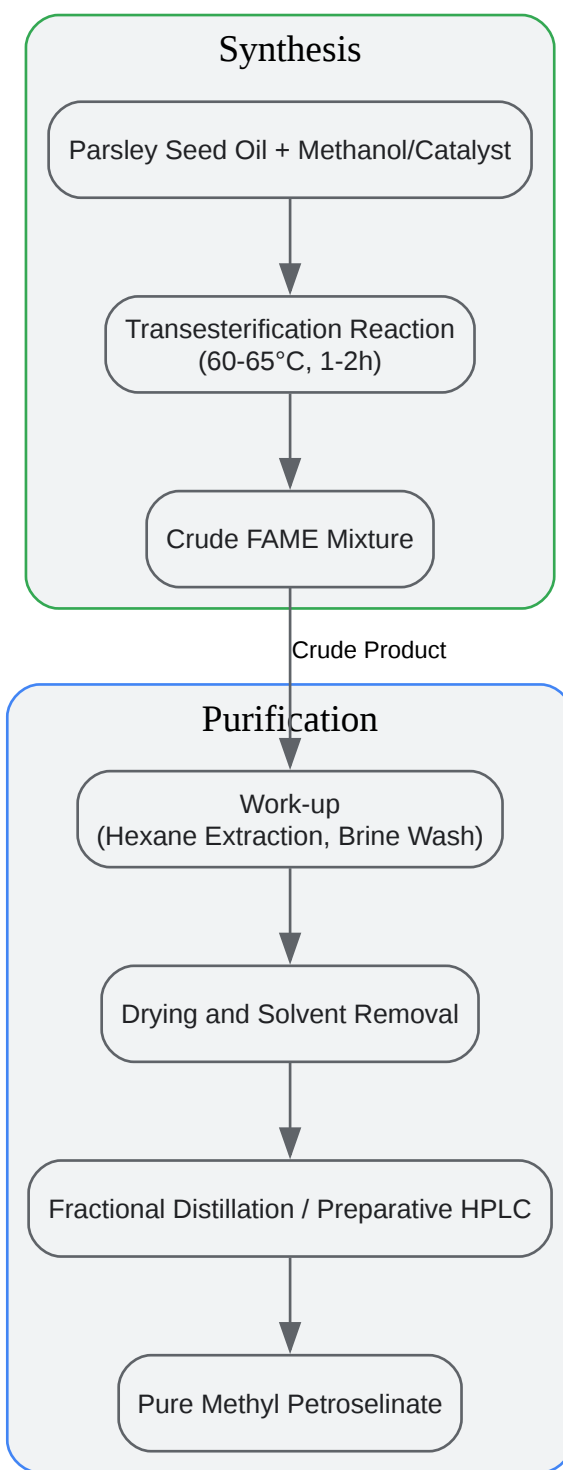 Synthesis
Parsley Seed Oil + Methanol/Catalyst
Transesterification Reaction
(60-65°C, 1-2h)
Crude FAME Mixture
Crude Product
Purification
Work-up
(Hexane Extraction, Brine Wash)
Drying and Solvent Removal
Fractional Distillation / Preparative HPLC
Pure Methyl Petroselinate